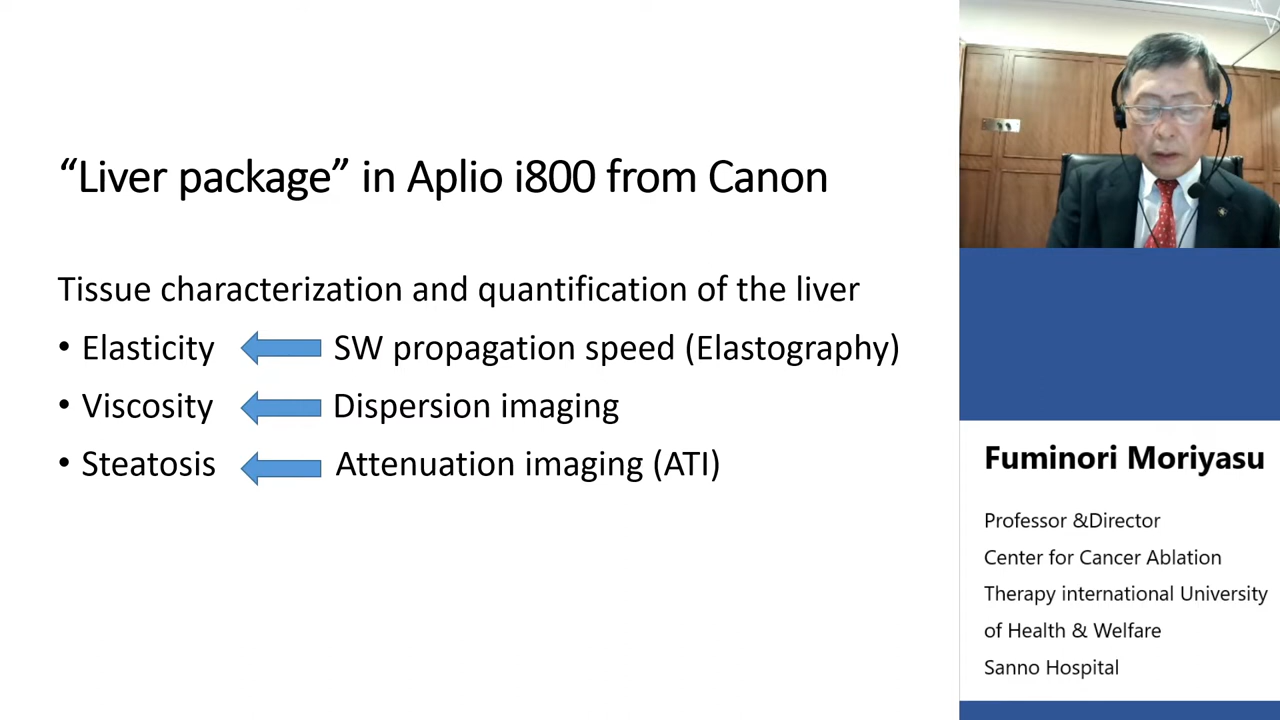 “Liver package” in Aplio i800 from Canon
Tissue characterization and quantification of the liver
• Elasticity SW propagation speed (Elastography)
• Viscosity Dispersion imaging
• Steatosis Attenuation imaging (ATI)
Fuminori Moriyasu
Professor &Director
Center for Cancer Ablation
Therapy international University
of Health & Welfare
Sanno Hospital